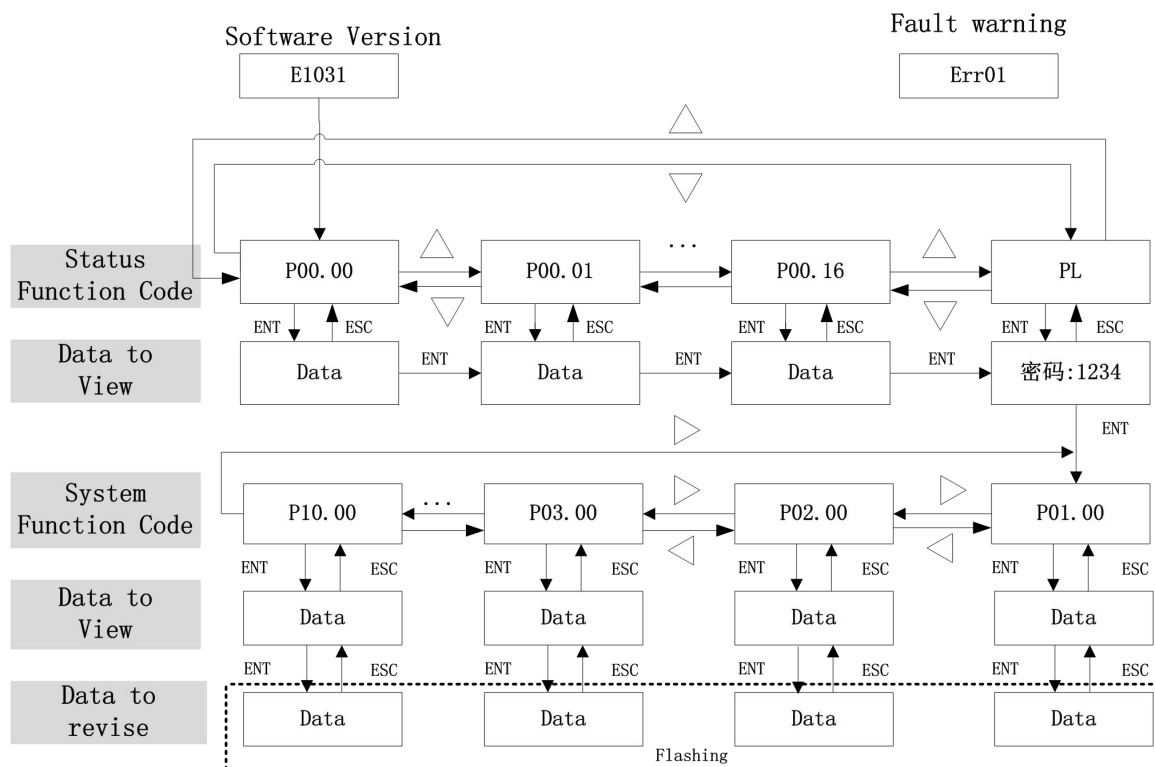 Software Version
Fault warning
E1031
Err01
Status
Function Code
P00.00
P00.01
...
P00.16
PL
ENT
ESC
ENT
ESC
ENT
ESC
ENT
ESC
Data to
View
Data
ENT
Data
ENT
Data
ENT
密码:1234
ENT
System
Function Code
P10.00
...
P03.00
P02.00
P01.00
ENT
ESC
ENT
ESC
ENT
ESC
ENT
ESC
Data to
View
Data
Data
Data
Data
ENT
ESC
ENT
ESC
ENT
ESC
ENT
ESC
Data to
revise
Data
Data
Data
Data
Flashing